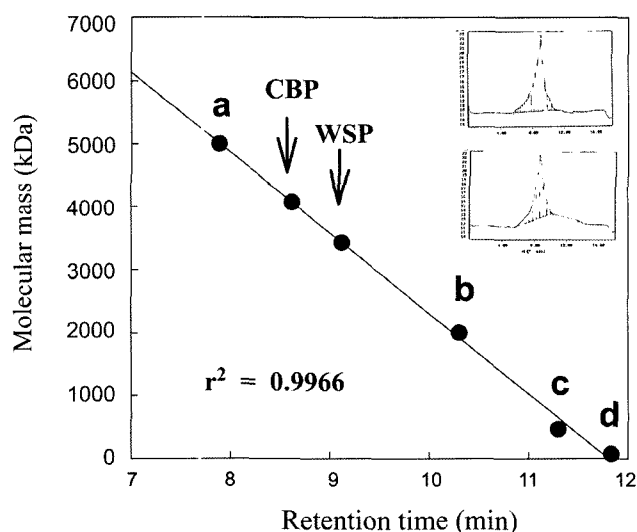 7000
6000
5000
4000
3000
2000
1000
0
Molecular mass (kDa)
a
CBP
WSP
b
c
d
r² = 0.9966
7 8 9 10 11 12
Retention time (min)